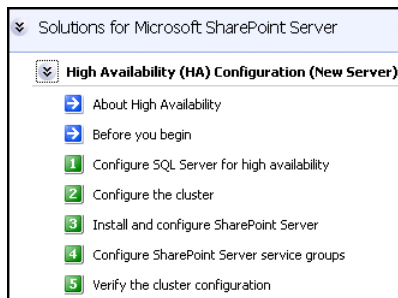 Solutions for Microsoft SharePoint Server
High Availability (HA) Configuration (New Server)
About High Availability
Before you begin
1 Configure SQL Server for high availability
2 Configure the cluster
3 Install and configure SharePoint Server
4 Configure SharePoint Server service groups
5 Verify the cluster configuration